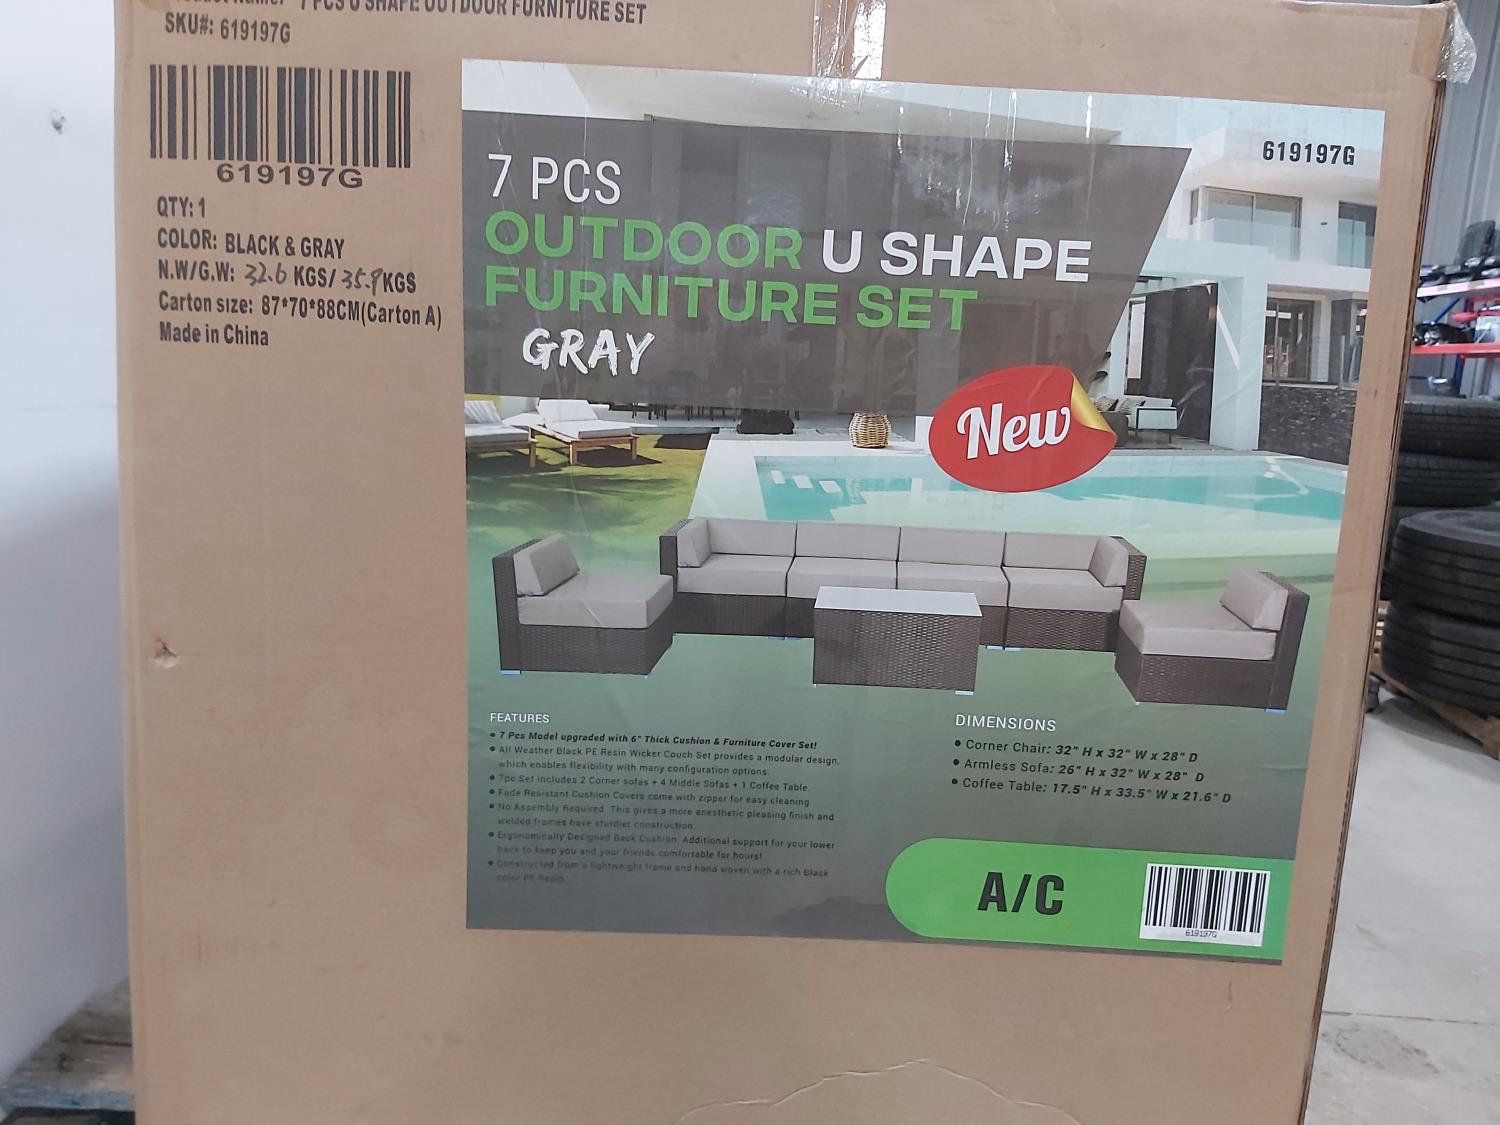 7 PCS U SHAPE OUTDOOR FURNITURE SET
SKU#: 619197G
619197G
QTY: 1
COLOR: BLACK & GRAY
N.W/G.W: 32.6 KGS/ 35.9 KGS
Carton size: 87*70*88CM(Carton A)
Made in China
619197G
7 PCS
OUTDOOR U SHAPE
FURNITURE SET
GRAY
New
FEATURES
• 7 Pcs Model upgraded with 6" Thick Cushion & Furniture Cover Set!
• All Weather Black PE Resin Wicker Couch Set provides a modular design,
which enables flexibility with many configuration options.
• 7pc Set includes 2 Corner sofas + 4 Middle Sofas + 1 Coffee Table.
• Fade Resistant Cushion Covers come with zipper for easy cleaning
• No Assembly Required. This gives a more anesthetic pleasing finish and
welded frames have sturdier construction.
• Ergonomically Designed Back Cushion: Additional support for your lower
back to keep you and your friends comfortable for hours!
• Constructed from a lightweight frame and hand woven with a rich Black
color PE Resin.
DIMENSIONS
• Corner Chair: 32" H x 32" W x 28" D
• Armless Sofa: 26" H x 32" W x 28" D
• Coffee Table: 17.5" H x 33.5" W x 21.6" D
A/C
619197G